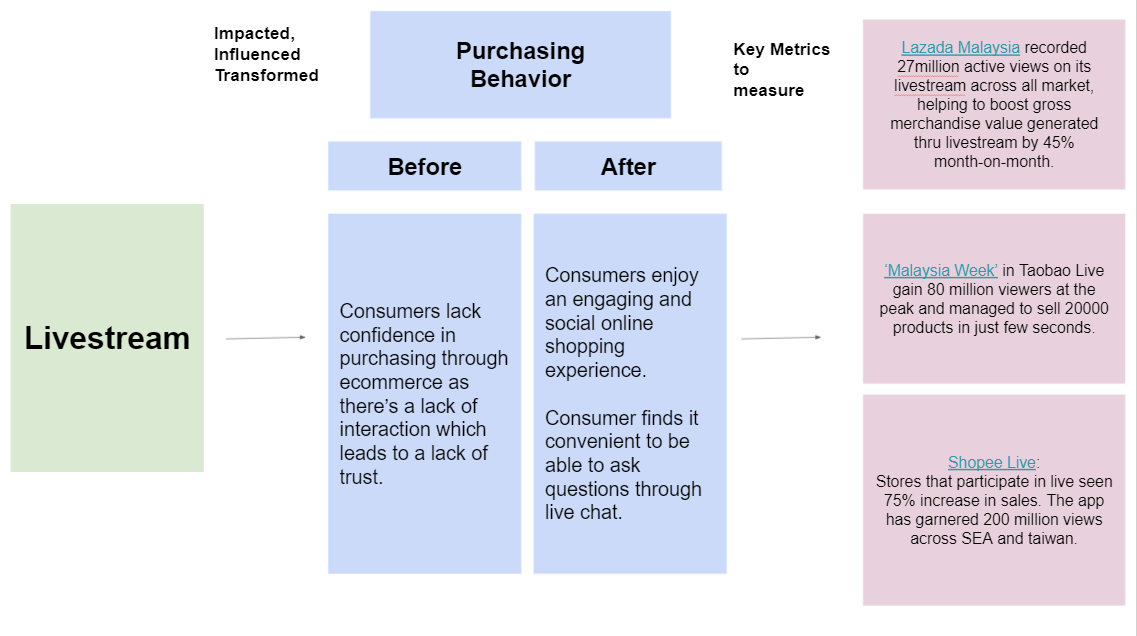 Impacted,
Influenced
Transformed
Purchasing
Behavior
Key Metrics
to
measure
Before
After
Livestream
Consumers lack
confidence in
purchasing through
ecommerce as
there’s a lack of
interaction which
leads to a lack of
trust.
Consumers enjoy
an engaging and
social online
shopping
experience.
Consumer finds it
convenient to be
able to ask
questions through
live chat.
Lazada Malaysia recorded
27million active views on its
livestream across all market,
helping to boost gross
merchandise value generated
thru livestream by 45%
month-on-month.
‘Malaysia Week’ in Taobao Live
gain 80 million viewers at the
peak and managed to sell 20000
products in just few seconds.
Shopee Live:
Stores that participate in live seen
75% increase in sales. The app
has garnered 200 million views
across SEA and taiwan.